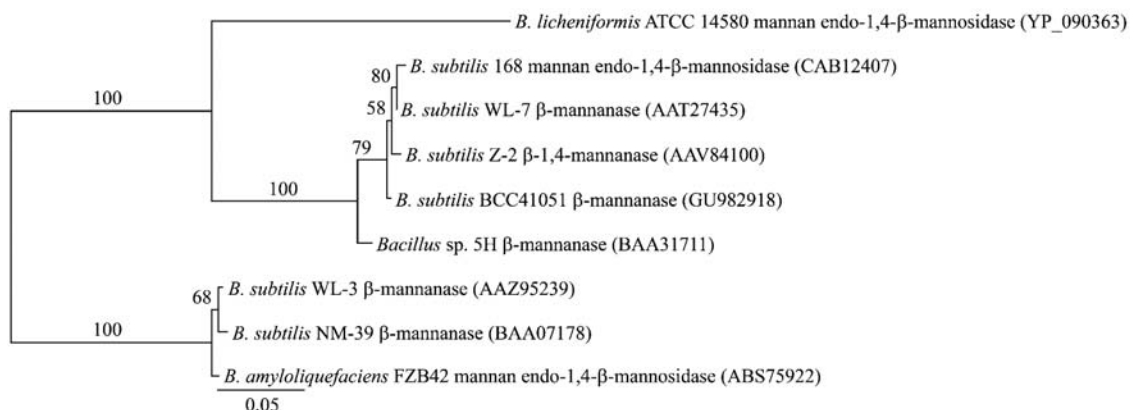 B. licheniformis ATCC 14580 mannan endo-1,4-β-mannosidase (YP_090363)
B. subtilis 168 mannan endo-1,4-β-mannosidase (CAB12407)
80
100
58
B. subtilis WL-7 β-mannanase (AAT27435)
79
B. subtilis Z-2 β-1,4-mannanase (AAV84100)
100
B. subtilis BCC41051 β-mannanase (GU982918)
Bacillus sp. 5H β-mannanase (BAA31711)
B. subtilis WL-3 β-mannanase (AAZ95239)
68
100
B. subtilis NM-39 β-mannanase (BAA07178)
B. amyloliquefaciens FZB42 mannan endo-1,4-β-mannosidase (ABS75922)
0.05